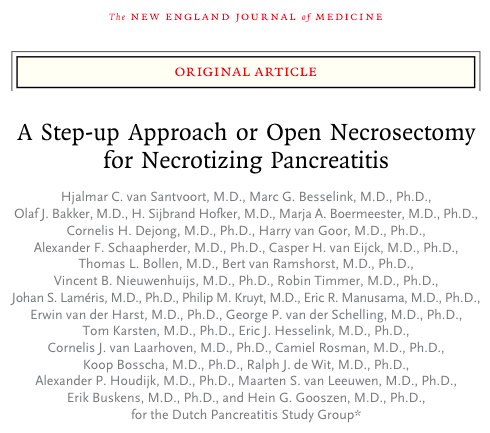 The NEW ENGLAND JOURNAL of MEDICINE
ORIGINAL ARTICLE
A Step-up Approach or Open Necrosectomy
for Necrotizing Pancreatitis
Hjalmar C. van Santvoort, M.D., Marc G. Besselink, M.D., Ph.D.,
Olaf J. Bakker, M.D., H. Sijbrand Hofker, M.D., Marja A. Boermeester, M.D., Ph.D.,
Cornelis H. Dejong, M.D., Ph.D., Harry van Goor, M.D., Ph.D.,
Alexander F. Schaapherder, M.D., Ph.D., Casper H. van Eijck, M.D., Ph.D.,
Thomas L. Bollen, M.D., Bert van Ramshorst, M.D., Ph.D.,
Vincent B. Nieuwenhuijs, M.D., Ph.D., Robin Timmer, M.D., Ph.D.,
Johan S. Laméris, M.D., Ph.D., Philip M. Kruyt, M.D., Eric R. Manusama, M.D., Ph.D.,
Erwin van der Harst, M.D., Ph.D., George P. van der Schelling, M.D., Ph.D.,
Tom Karsten, M.D., Ph.D., Eric J. Hesselink, M.D., Ph.D.,
Cornelis J. van Laarhoven, M.D., Ph.D., Camiel Rosman, M.D., Ph.D.,
Koop Bosscha, M.D., Ph.D., Ralph J. de Wit, M.D., Ph.D.,
Alexander P. Houdijk, M.D., Ph.D., Maarten S. van Leeuwen, M.D., Ph.D.,
Erik Buskens, M.D., Ph.D., and Hein G. Gooszen, M.D., Ph.D.,
for the Dutch Pancreatitis Study Group*